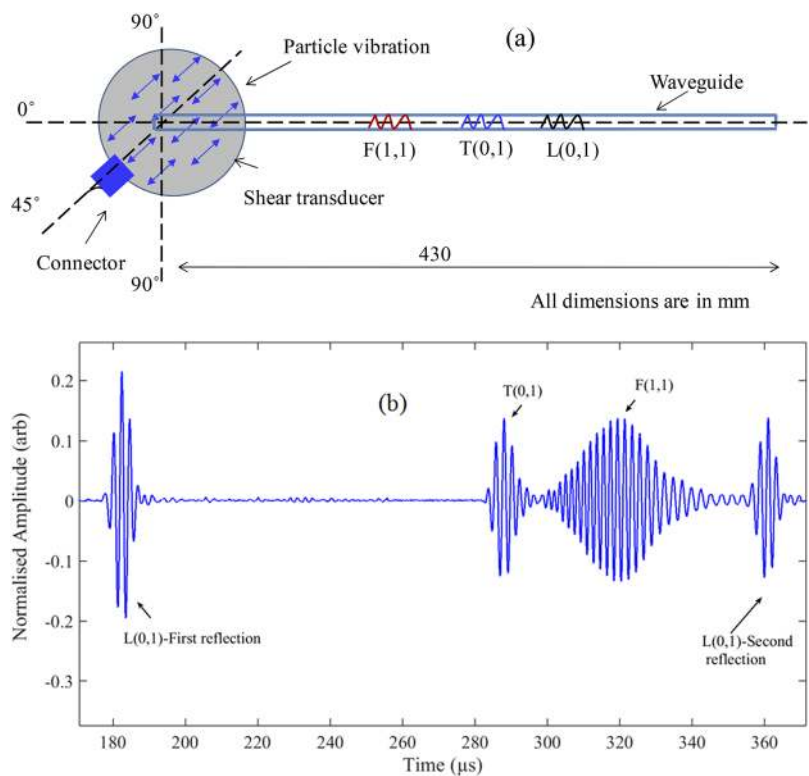 90°
(a)
Particle vibration
Waveguide
0°
F(1,1)
T(0,1)
L(0,1)
45°
Shear transducer
Connector
430
90°
All dimensions are in mm
(b)
T(0,1)
F(1,1)
L(0,1)-First reflection
L(0,1)-Second
reflection
Normalised Amplitude (arb)
0.2
0.1
0
-0.1
-0.2
-0.3
180
200
220
240
260
280
300
320
340
360
Time (µs)